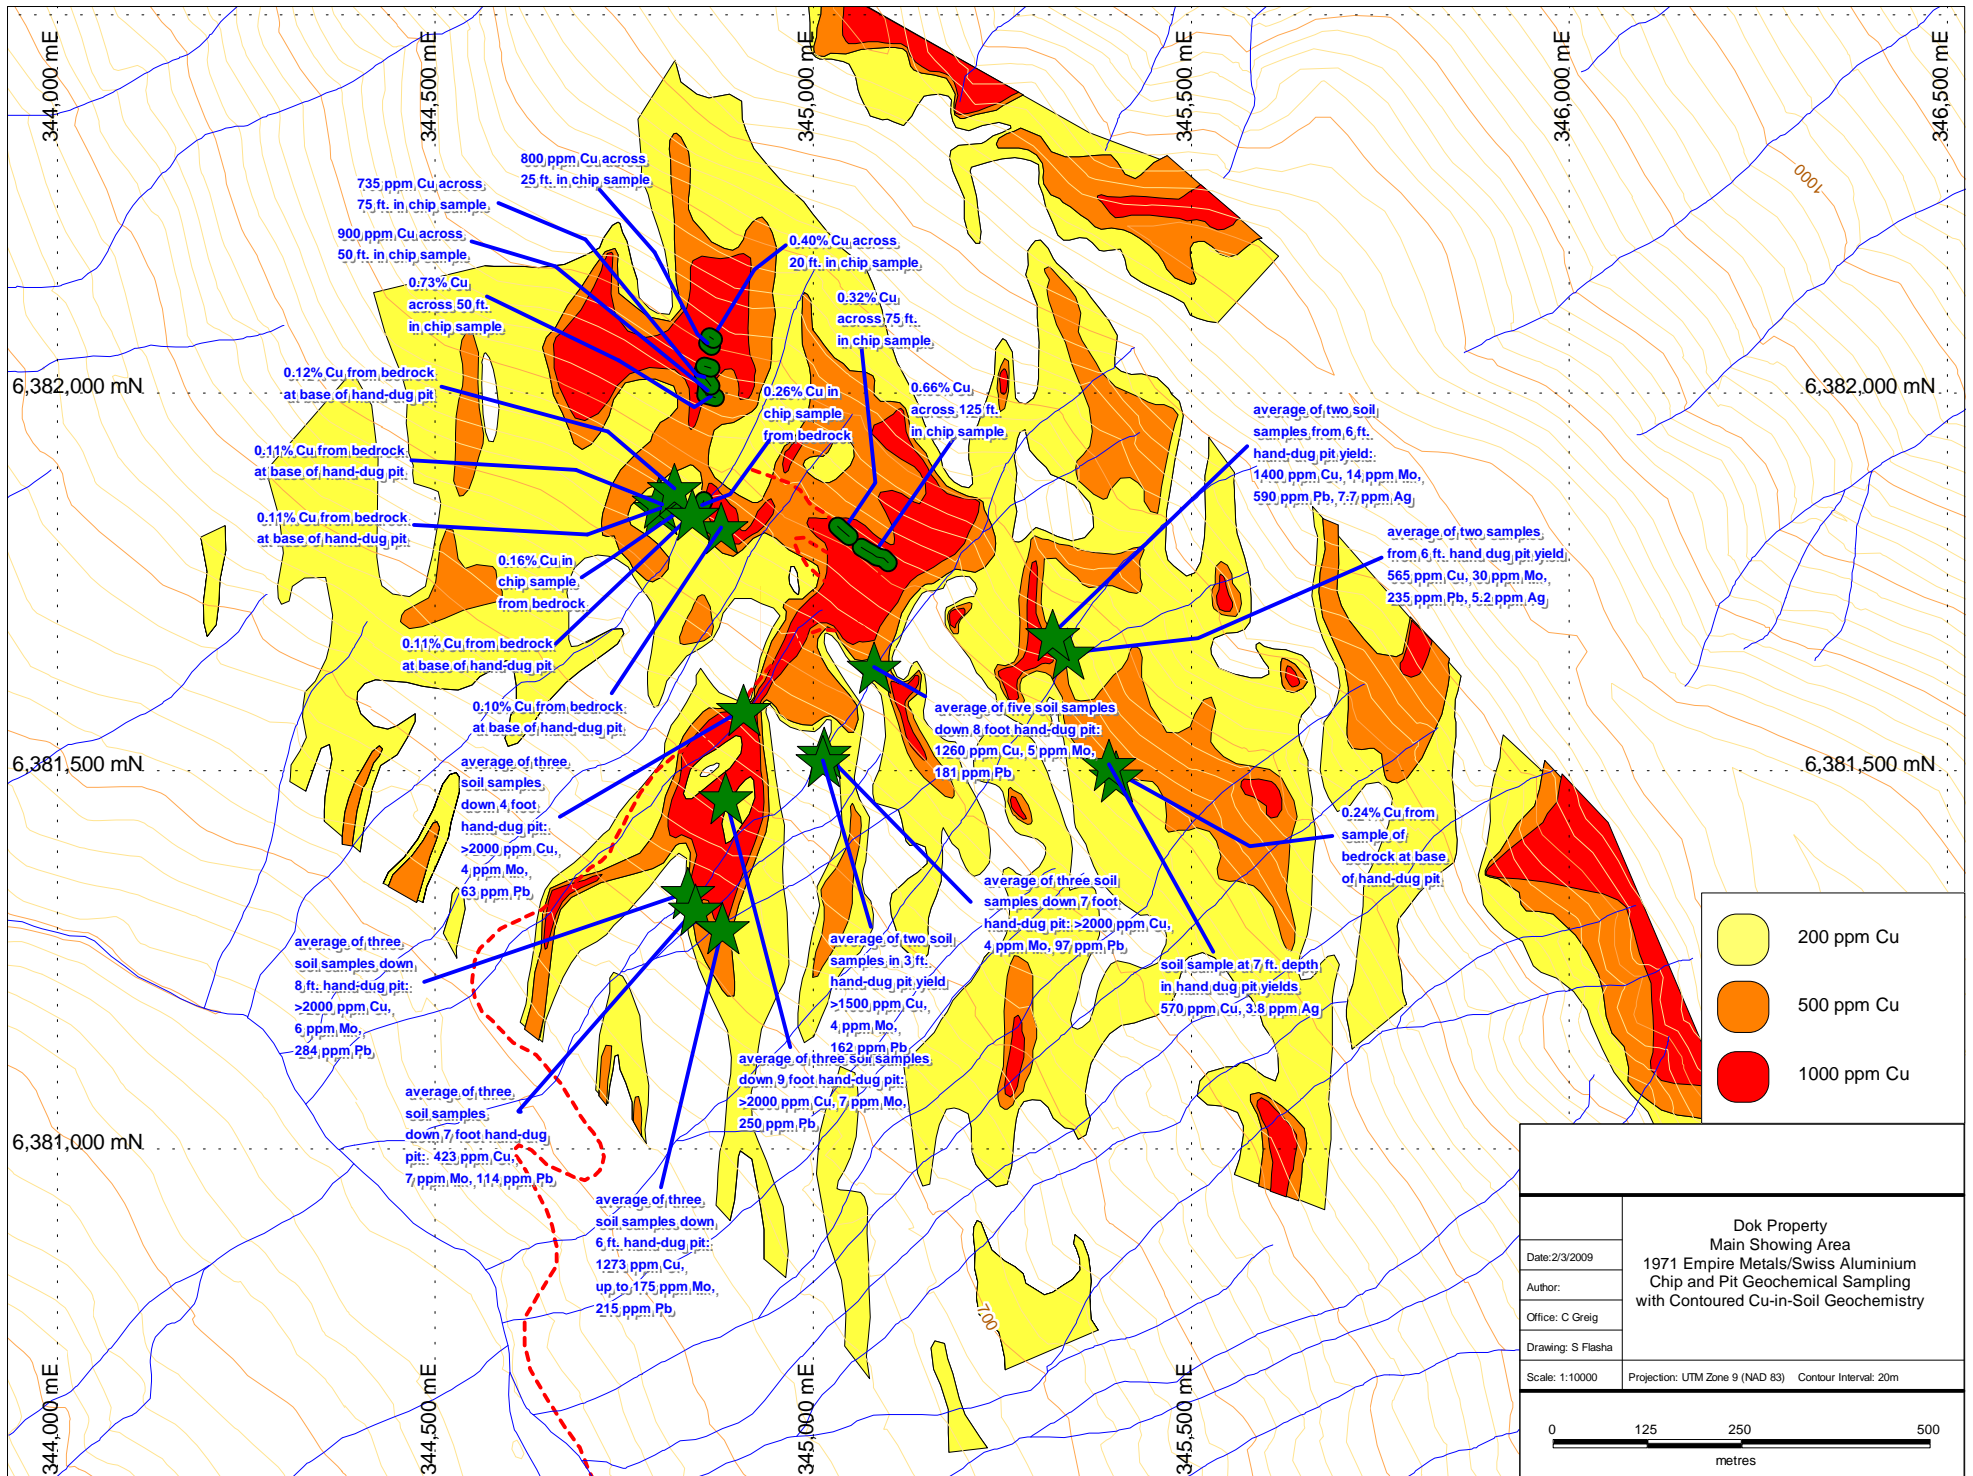 344,000 mE
344,500 mE
345,000 mE
345,500 mE
346,000 mE
346,500 mE
1000
800 ppm Cu across
25 ft. in chip sample
735 ppm Cu across
75 ft. in chip sample
900 ppm Cu across
50 ft. in chip sample
0.73% Cu
across 50 ft.
in chip sample
0.40% Cu across
20 ft. in chip sample
0.32% Cu
across 75 ft.
in chip sample
6,382,000 mN
0.12% Cu from bedrock
at base of hand-dug pit
0.26% Cu in
chip sample
from bedrock
0.66% Cu
across 125 ft.
in chip sample
6,382,000 mN
average of two soil
samples from 6 ft.
hand-dug pit yield:
1400 ppm Cu, 14 ppm Mo,
590 ppm Pb, 7.7 ppm Ag
0.11% Cu from bedrock
at base of hand-dug pit
0.11% Cu from bedrock
at base of hand-dug pit
0.16% Cu in
chip sample
from bedrock
average of two samples
from 6 ft. hand dug pit yield
565 ppm Cu, 30 ppm Mo,
235 ppm Pb, 5.2 ppm Ag
0.11% Cu from bedrock
at base of hand-dug pit
0.10% Cu from bedrock
at base of hand-dug pit
average of five soil samples
down 8 foot hand-dug pit:
1260 ppm Cu, 5 ppm Mo,
181 ppm Pb
6,381,500 mN
average of three
soil samples
down 4 foot
hand-dug pit:
>2000 ppm Cu,
4 ppm Mo,
63 ppm Pb
6,381,500 mN
0.24% Cu from
sample of
bedrock at base
of hand-dug pit
average of three soil
samples down 7 foot
hand-dug pit: >2000 ppm Cu,
4 ppm Mo, 97 ppm Pb
average of three
soil samples down
8 ft. hand-dug pit:
>2000 ppm Cu,
6 ppm Mo,
284 ppm Pb
average of two soil
samples in 3 ft.
hand-dug pit yield
>1500 ppm Cu,
4 ppm Mo,
162 ppm Pb
soil sample at 7 ft. depth
in hand dug pit yields
570 ppm Cu, 3.8 ppm Ag
average of three soil samples
down 9 foot hand-dug pit:
>2000 ppm Cu, 7 ppm Mo,
250 ppm Pb
average of three
soil samples
down 7 foot hand-dug
pit: 423 ppm Cu,
7 ppm Mo, 114 ppm Pb
6,381,000 mN
average of three
soil samples down
6 ft. hand-dug pit:
1273 ppm Cu,
up to 175 ppm Mo,
215 ppm Pb
700
200 ppm Cu
500 ppm Cu
1000 ppm Cu
Dok Property
Main Showing Area
1971 Empire Metals/Swiss Aluminium
Chip and Pit Geochemical Sampling
with Contoured Cu-in-Soil Geochemistry
Date:2/3/2009
Author:
Office: C Greig
Drawing: S Flasha
Scale: 1:10000
Projection: UTM Zone 9 (NAD 83) Contour Interval: 20m
0 125 250 500
metres
344,000 mE
344,500 mE
345,000 mE
345,500 mE